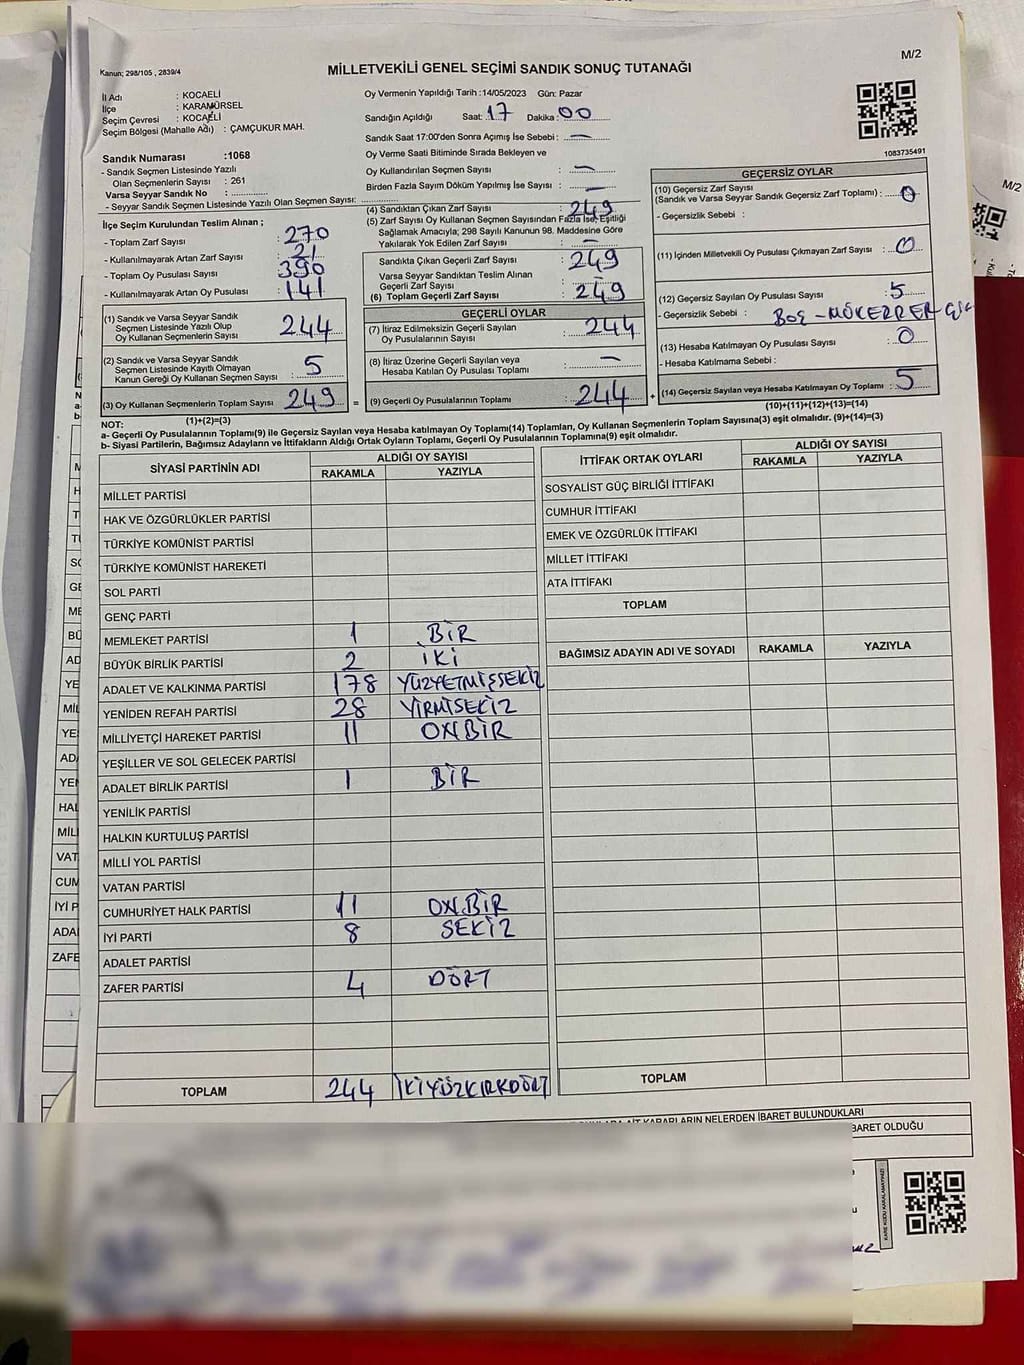 M/2
Kanun; 298/105 , 2839/4
MİLLETVEKİLİ GENEL SEÇİMİ SANDIK SONUÇ TUTANAĞI
İl Adı : KOCAELİ
İlçe : KARAMÜRSEL
Seçim Çevresi : KOCAELİ
Seçim Bölgesi (Mahalle Adı) : ÇAMÇUKUR MAH.
Sandık Numarası :1068
- Sandık Seçmen Listesinde Yazılı
Olan Seçmenlerin Sayısı : 261
Varsa Seyyar Sandık No : ................
- Seyyar Sandık Seçmen Listesinde Yazılı Olan Seçmen Sayısı: ................
Oy Vermenin Yapıldığı Tarih :14/05/2023 Gün: Pazar
Sandığın Açıldığı Saat: 17 Dakika: 00
Sandık Saat 17:00'den Sonra Açımış İse Sebebi : —
Oy Verme Saati Bitiminde Sırada Bekleyen ve
Oy Kullandırılan Seçmen Sayısı : —
Birden Fazla Sayım Döküm Yapılmış İse Sayısı : —
1083735491
İlçe Seçim Kurulundan Teslim Alınan ;
- Toplam Zarf Sayısı : 270
- Kullanılmayarak Artan Zarf Sayısı : 21
- Toplam Oy Pusulası Sayısı : 390
- Kullanılmayarak Artan Oy Pusulası : 141
(1) Sandık ve Varsa Seyyar Sandık
Seçmen Listesinde Yazılı Olup
Oy Kullanan Seçmenlerin Sayısı : 244
(2) Sandık ve Varsa Seyyar Sandık
Seçmen Listesinde Kayıtlı Olmayan
Kanun Gereği Oy Kullanan Seçmen Sayısı : 5
(3) Oy Kullanan Seçmenlerin Toplam Sayısı : 249 =
(1)+(2)=(3)
(4) Sandıktan Çıkan Zarf Sayısı : 249
(5) Zarf Sayısı Oy Kullanan Seçmen Sayısından Fazla İse, Eşitliği
Sağlamak Amacıyla; 298 Sayılı Kanunun 98. Maddesine Göre
Yakılarak Yok Edilen Zarf Sayısı : —
Sandıkta Çıkan Geçerli Zarf Sayısı : 249
Varsa Seyyar Sandıktan Teslim Alınan
Geçerli Zarf Sayısı :
(6) Toplam Geçerli Zarf Sayısı : 249
GEÇERLİ OYLAR
(7) İtiraz Edilmeksizin Geçerli Sayılan
Oy Pusulalarının Sayısı : 244
(8) İtiraz Üzerine Geçerli Sayılan veya
Hesaba Katılan Oy Pusulası Toplamı : —
(9) Geçerli Oy Pusulalarının Toplamı : 244 +
GEÇERSİZ OYLAR
(10) Geçersiz Zarf Sayısı
(Sandık ve Varsa Seyyar Sandık Geçersiz Zarf Toplamı) : 0
- Geçersizlik Sebebi :
(11) İçinden Milletvekili Oy Pusulası Çıkmayan Zarf Sayısı : 0
(12) Geçersiz Sayılan Oy Pusulası Sayısı : 5
- Geçersizlik Sebebi : BOŞ - MÜKERRER
(13) Hesaba Katılmayan Oy Pusulası Sayısı : 0
- Hesaba Katılmama Sebebi :
(14) Geçersiz Sayılan veya Hesaba Katılmayan Oy Toplamı : 5
(10)+(11)+(12)+(13)=(14)
NOT:
a- Geçerli Oy Pusulalarının Toplamı(9) ile Geçersiz Sayılan veya Hesaba katılmayan Oy Toplamı(14) Toplamları, Oy Kullanan Seçmenlerin Toplam Sayısına(3) eşit olmalıdır. (9)+(14)=(3)
b- Siyasi Partilerin, Bağımsız Adayların ve İttifakların Aldığı Ortak Oyların Toplamı, Geçerli Oy Pusulalarının Toplamına(9) eşit olmalıdır.
SİYASİ PARTİNİN ADI ALDIĞI OY SAYISI
RAKAMLA YAZIYLA
MİLLET PARTİSİ
HAK VE ÖZGÜRLÜKLER PARTİSİ
TÜRKİYE KOMÜNİST PARTİSİ
TÜRKİYE KOMÜNİST HAREKETİ
SOL PARTİ
GENÇ PARTİ
MEMLEKET PARTİSİ 1 BİR
BÜYÜK BİRLİK PARTİSİ 2 İKİ
ADALET VE KALKINMA PARTİSİ 178 YÜZYETMİŞSEKİZ
YENİDEN REFAH PARTİSİ 28 YİRMİSEKİZ
MİLLİYETÇİ HAREKET PARTİSİ 11 ONBİR
YEŞİLLER VE SOL GELECEK PARTİSİ
ADALET BİRLİK PARTİSİ 1 BİR
YENİLİK PARTİSİ
HALKIN KURTULUŞ PARTİSİ
MİLLİ YOL PARTİSİ
VATAN PARTİSİ
CUMHURİYET HALK PARTİSİ 11 ONBİR
İYİ PARTİ 8 SEKİZ
ADALET PARTİSİ
ZAFER PARTİSİ 4 DÖRT
TOPLAM 244 İKİYÜZKIRKDÖRT
İTTİFAK ORTAK OYLARI ALDIĞI OY SAYISI
RAKAMLA YAZIYLA
SOSYALİST GÜÇ BİRLİĞİ İTTİFAKI
CUMHUR İTTİFAKI
EMEK VE ÖZGÜRLÜK İTTİFAKI
MİLLET İTTİFAKI
ATA İTTİFAKI
TOPLAM
BAĞIMSIZ ADAYIN ADI VE SOYADI RAKAMLA YAZIYLA
TOPLAM
KARARLARIN NELERDEN İBARET BULUNDUKLARI
BARET OLDUĞU
KARE KODU KARALAMAYINIZ!
M/2